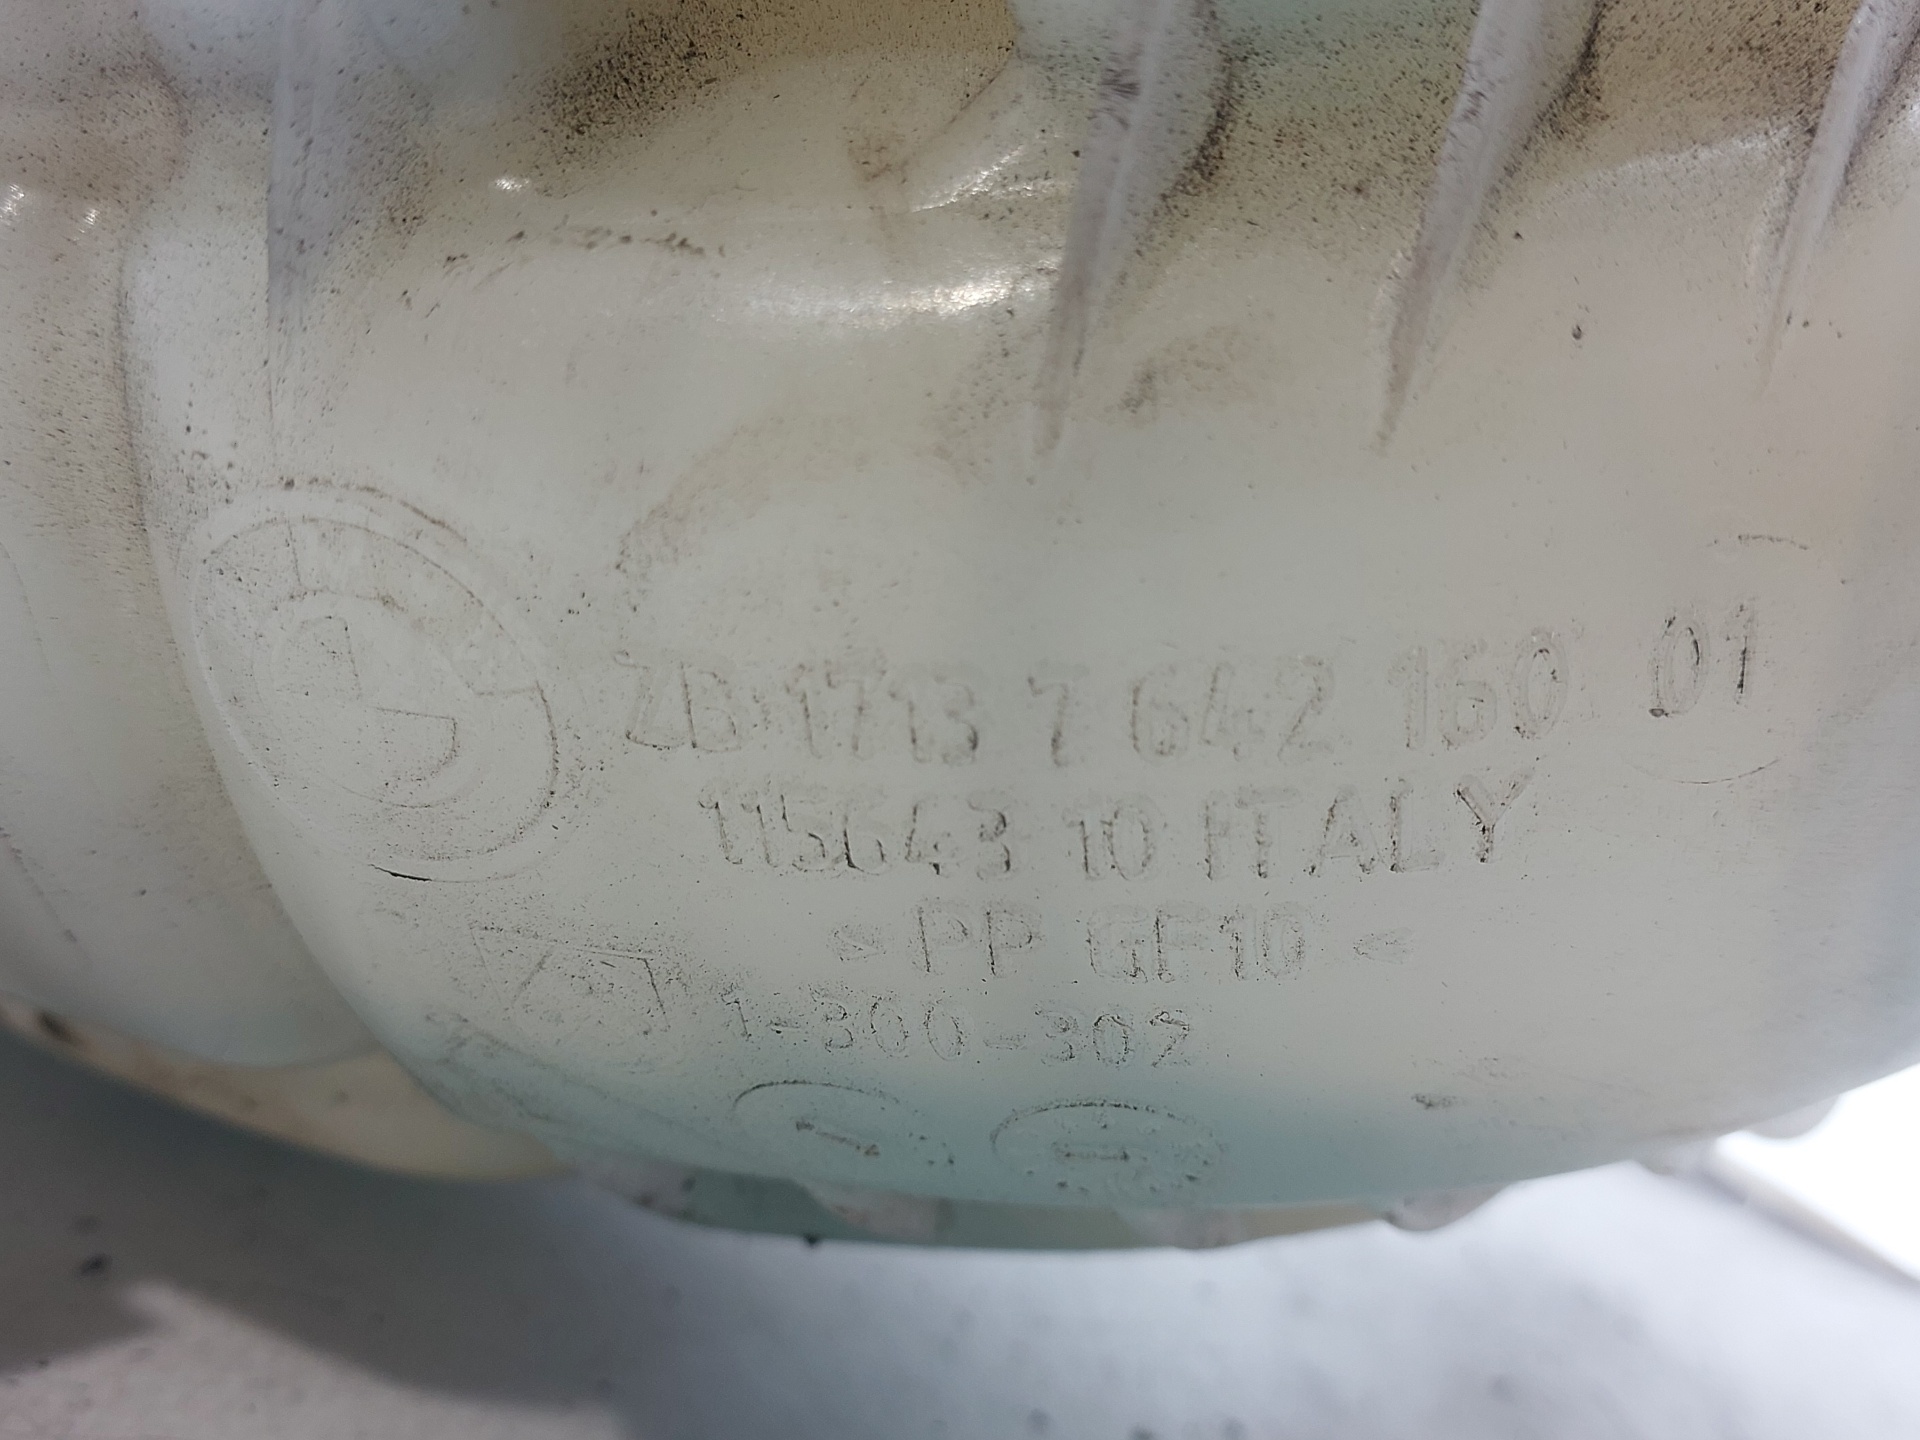 ZB 1713 7 642 160 01
115643 10 ITALY
> PP GF10 <
1-300-302